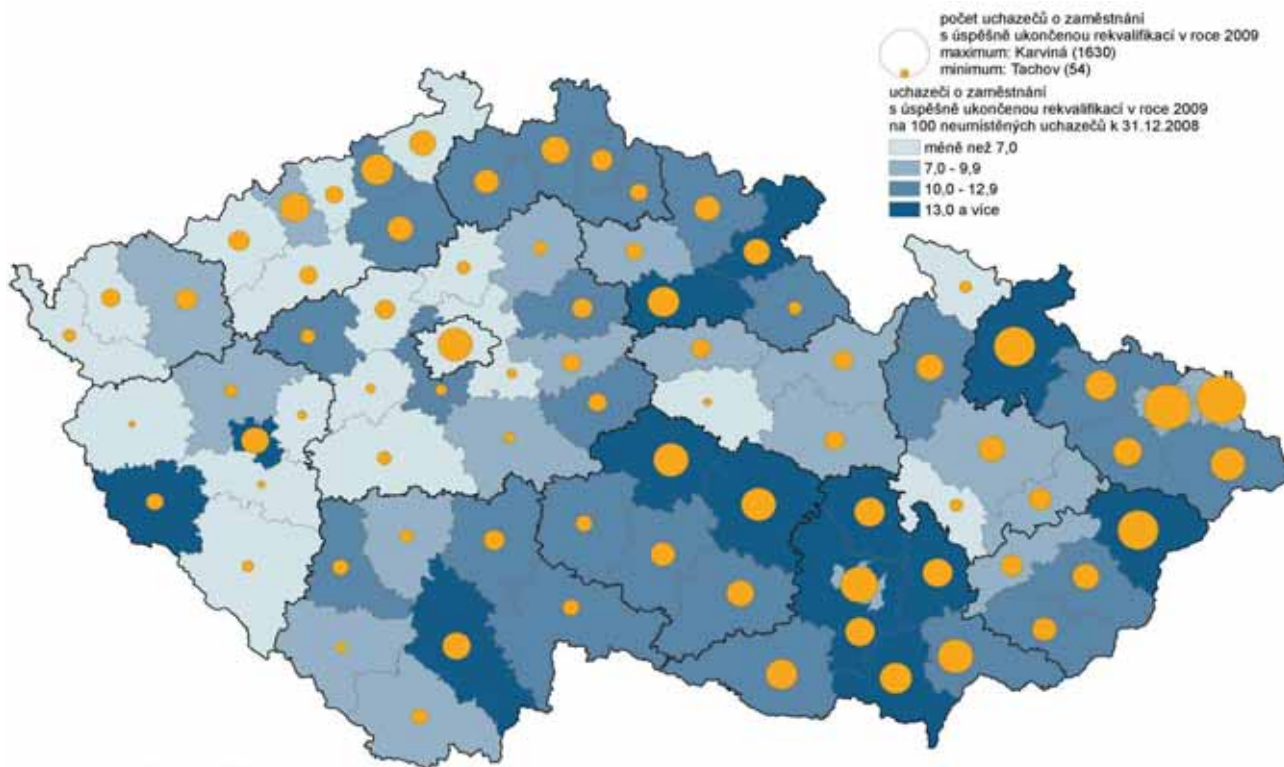 počet uchazečů o zaměstnání
s úspěšně ukončenou rekvalifikací v roce 2009
maximum: Karviná (1630)
minimum: Tachov (54)
uchazeči o zaměstnání
s úspěšně ukončenou rekvalifikací v roce 2009
na 100 neumístěných uchazečů k 31.12.2008
méně než 7,0
7,0 - 9,9
10,0 - 12,9
13,0 a více